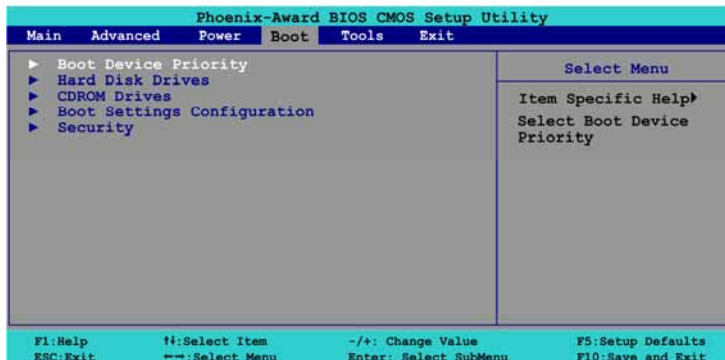 Phoenix-Award BIOS CMOS Setup Utility
Main Advanced Power Boot Tools Exit
▶ Boot Device Priority
▶ Hard Disk Drives
▶ CDROM Drives
▶ Boot Settings Configuration
▶ Security
Select Menu
Item Specific Help▶
Select Boot Device
Priority
F1:Help ↑↓:Select Item -/+: Change Value F5:Setup Defaults
ESC:Exit ←→:Select Menu Enter: Select SubMenu F10:Save and Exit